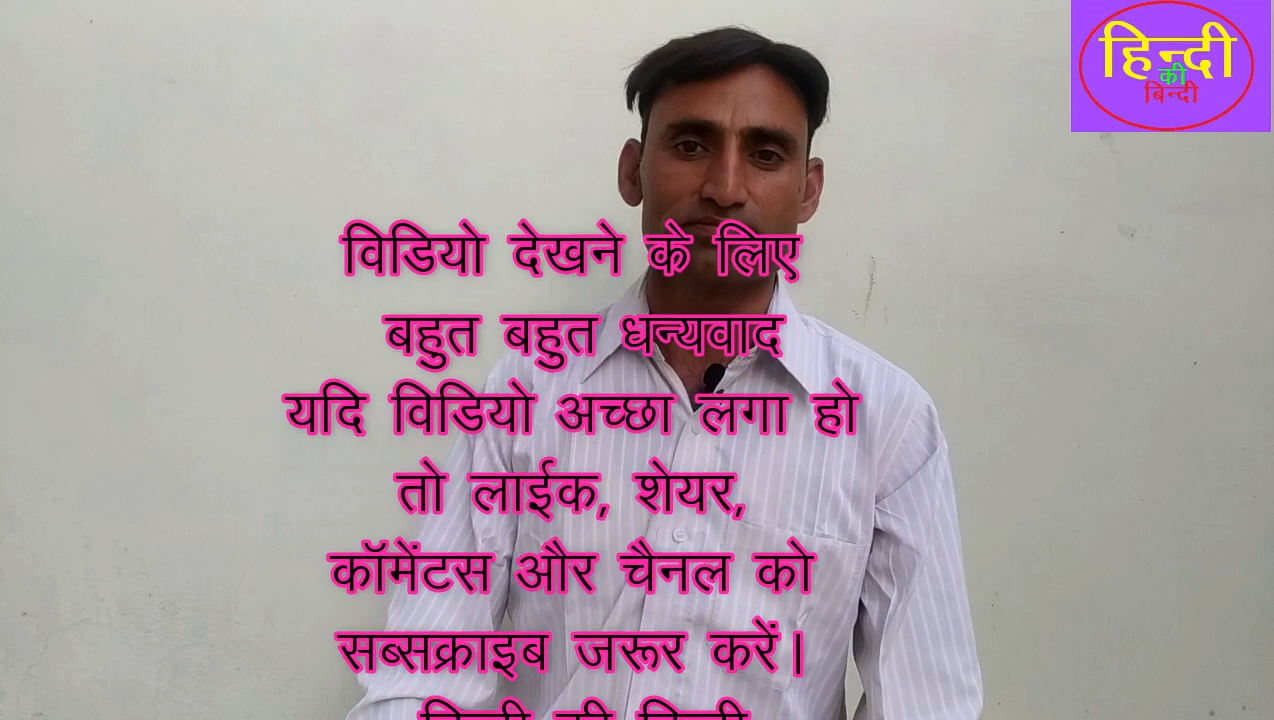 हिन्दी
की
बिन्दी
विडियो देखने के लिए
बहुत बहुत धन्यवाद
यदि विडियो अच्छा लगा हो
तो लाईक, शेयर,
कॉमेंटस और चैनल को
सब्सक्राइब जरूर करें।